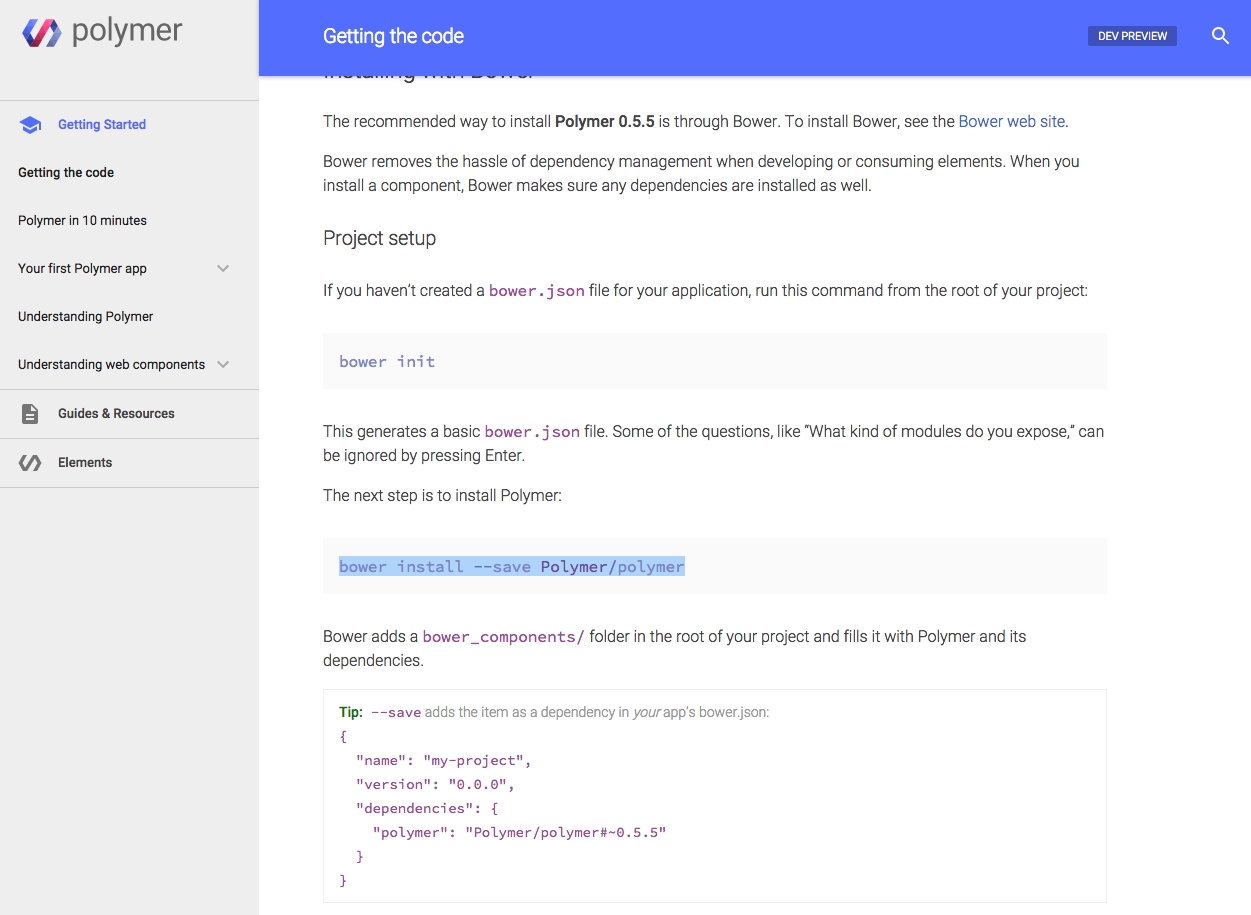 polymer
Getting Started
Getting the code
Polymer in 10 minutes
Your first Polymer app
Understanding Polymer
Understanding web components
Guides & Resources
Elements
Getting the code
DEV PREVIEW
Installing with Bower
The recommended way to install Polymer 0.5.5 is through Bower. To install Bower, see the Bower web site.
Bower removes the hassle of dependency management when developing or consuming elements. When you
install a component, Bower makes sure any dependencies are installed as well.
Project setup
If you haven’t created a bower.json file for your application, run this command from the root of your project:
bower init
This generates a basic bower.json file. Some of the questions, like “What kind of modules do you expose,” can
be ignored by pressing Enter.
The next step is to install Polymer:
bower install --save Polymer/polymer
Bower adds a bower_components/ folder in the root of your project and fills it with Polymer and its
dependencies.
Tip: --save adds the item as a dependency in your app’s bower.json:
{
  "name": "my-project",
  "version": "0.0.0",
  "dependencies": {
    "polymer": "Polymer/polymer#~0.5.5"
  }
}